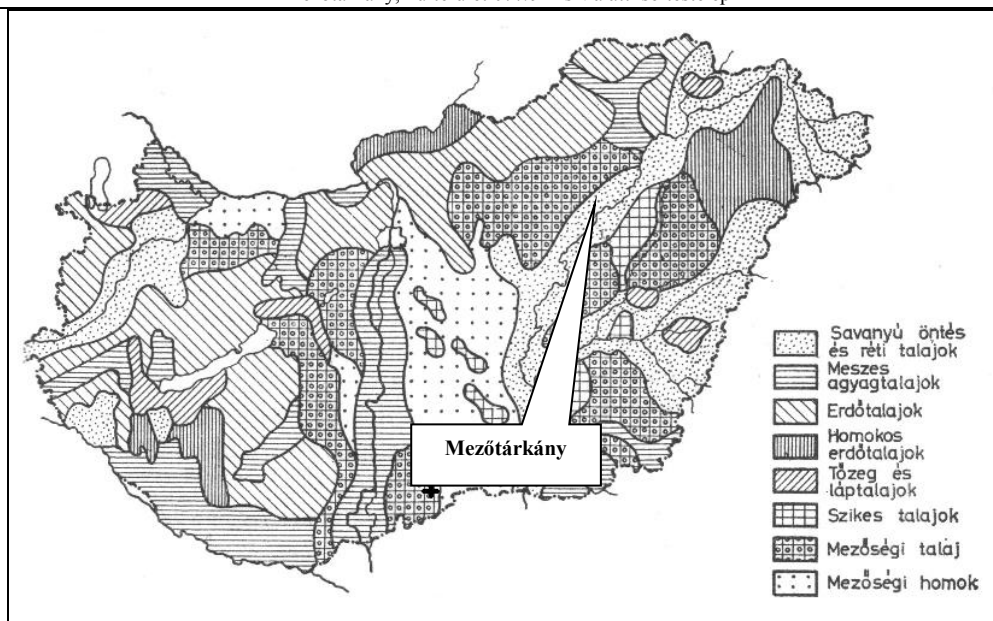 D
Mezőtárkány
Savanyú öntés
és réti talajok
Meszes
agyagtalajok
Erdőtalajok
Homokos
erdőtalajok
Tőzeg és
láptalajok
Szikes talajok
Mezőségi talaj
Mezőségi homok